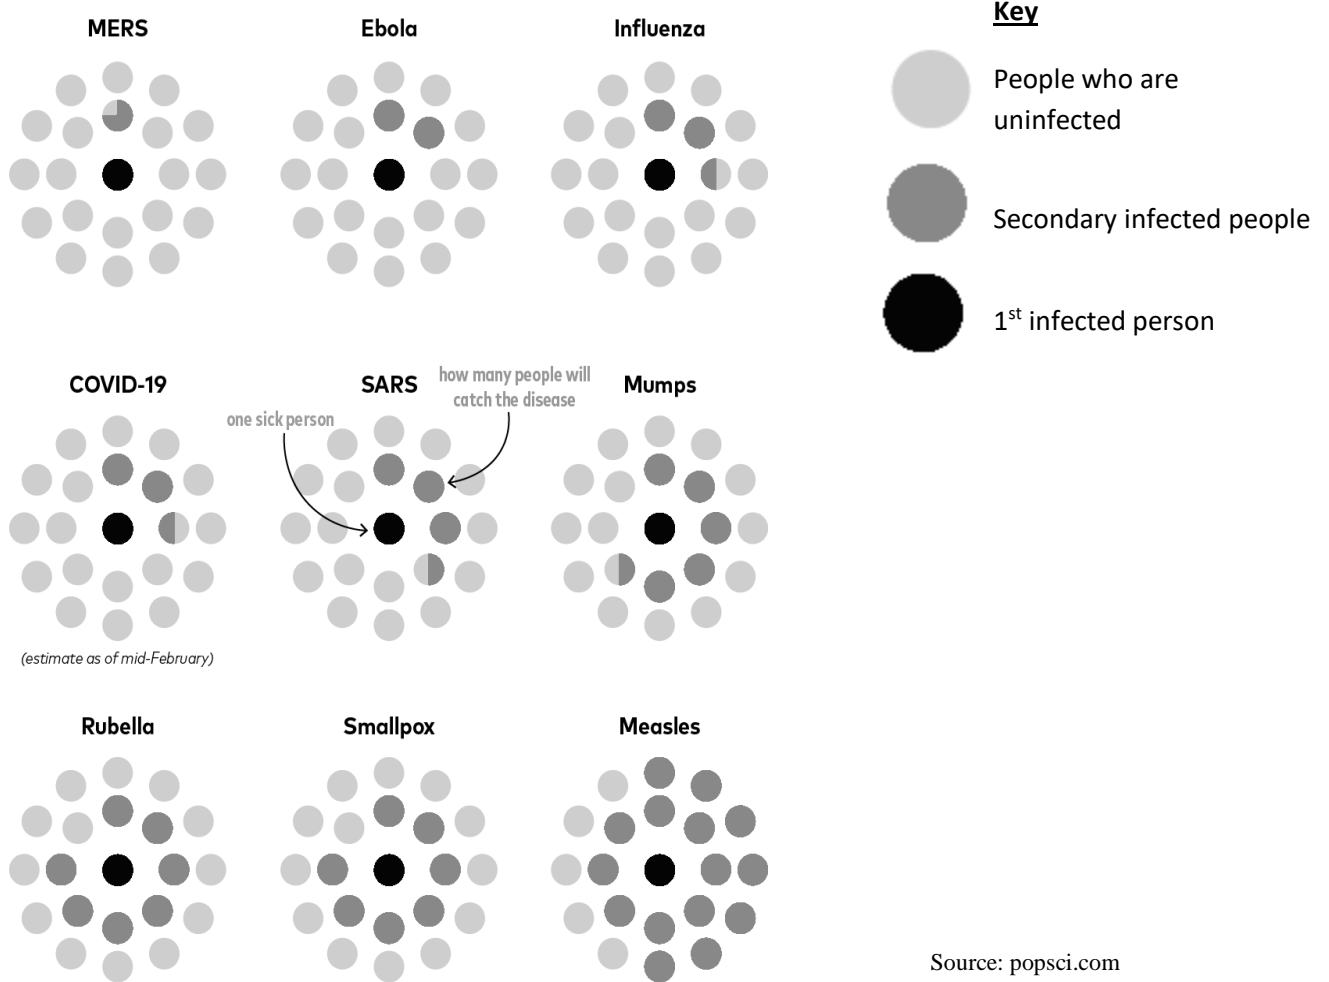 Key
MERS
Ebola
Influenza
People who are
uninfected
Secondary infected people
1st infected person
COVID-19
SARS
how many people will
catch the disease
one sick person
Mumps
(estimate as of mid-February)
Rubella
Smallpox
Measles
Source: popsci.com